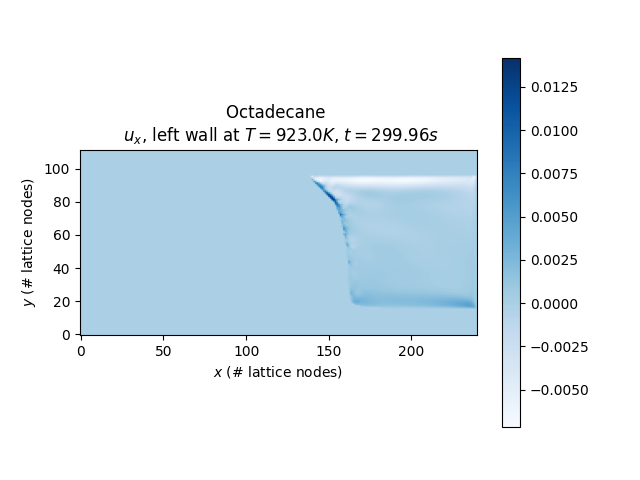 Octadecane
u_x, left wall at T = 923.0K, t = 299.96s
100
80
60
40
20
0
y (# lattice nodes)
0 50 100 150 200
x (# lattice nodes)
0.0125
0.0100
0.0075
0.0050
0.0025
0.0000
−0.0025
−0.0050